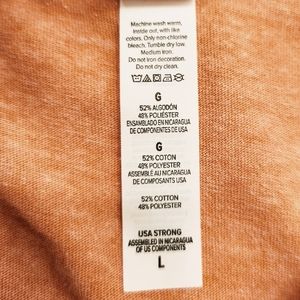 Machine wash warm,
inside out, with like
colors. Only non-chlorine
bleach. Tumble dry low.
Medium iron.
Do not iron decoration.
Do not dry clean.
G
52% ALGODÓN
48% POLIÉSTER
ENSAMBLADO EN NICARAGUA
DE COMPONENTES DE USA
G
52% COTON
48% POLYESTER
ASSEMBLÉ AU NICARAGUA
DE COMPOSANTS USA
52% COTTON
48% POLYESTER
USA STRONG
ASSEMBLED IN NICARAGUA
OF US COMPONENTS
L